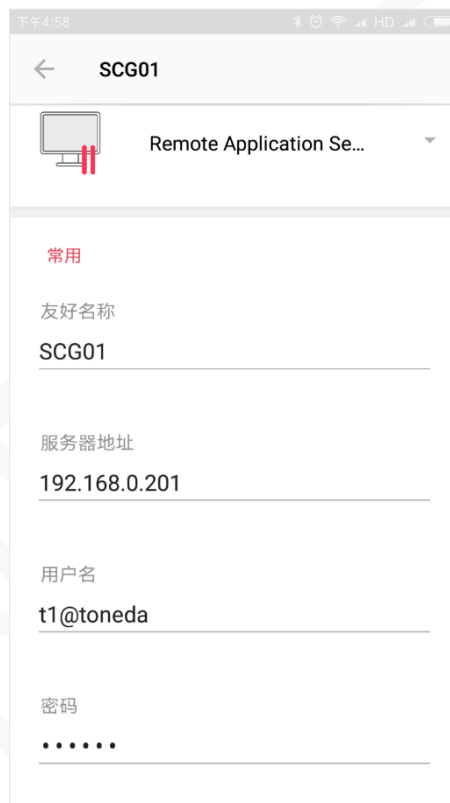 下午4:58 HD
SCG01
Remote Application Se...
常用
友好名称
SCG01
服务器地址
192.168.0.201
用户名
t1@toneda
密码
••••••